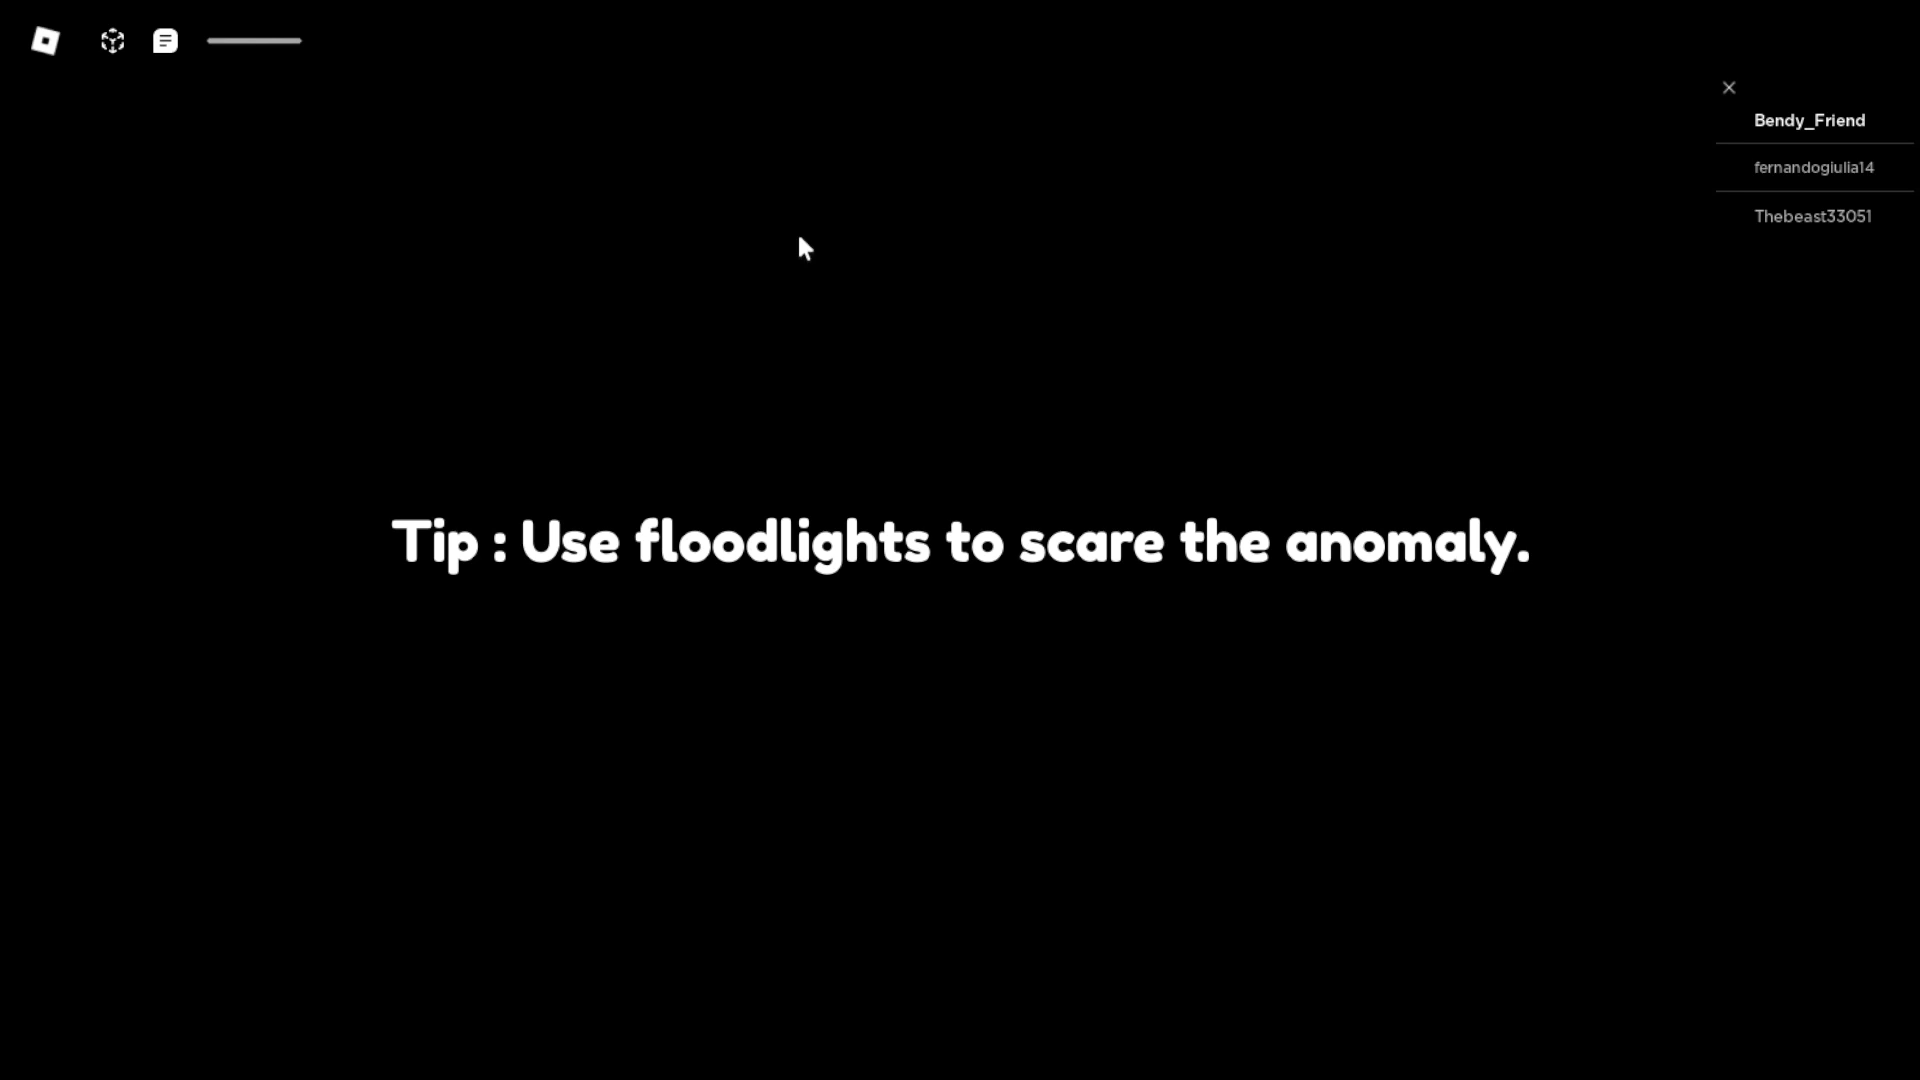 Bendy_Friend
fernandogiulia14
Thebeast33051
Tip : Use floodlights to scare the anomaly.